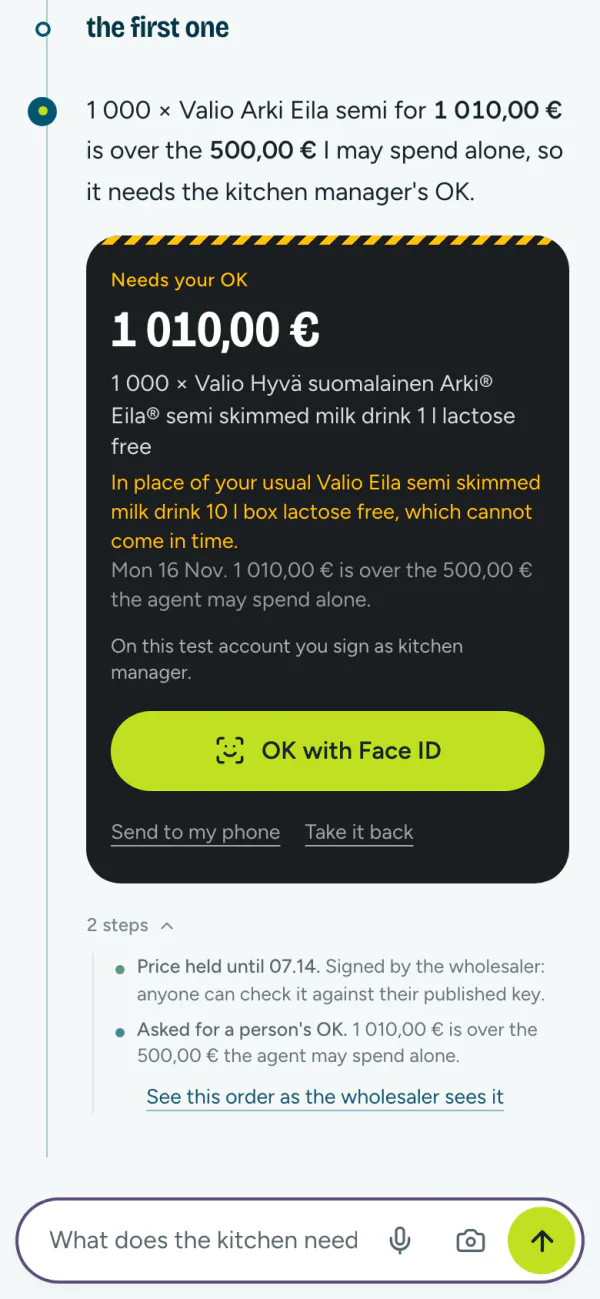 the first one
1 000 × Valio Arki Eila semi for 1 010,00 €
is over the 500,00 € I may spend alone, so
it needs the kitchen manager's OK.
Needs your OK
1 010,00 €
1 000 × Valio Hyvä suomalainen Arki®
Eila® semi skimmed milk drink 1 l lactose
free
In place of your usual Valio Eila semi skimmed
milk drink 10 l box lactose free, which cannot
come in time.
Mon 16 Nov. 1 010,00 € is over the 500,00 €
the agent may spend alone.
On this test account you sign as kitchen
manager.
OK with Face ID
Send to my phone Take it back
2 steps
Price held until 07.14. Signed by the wholesaler:
anyone can check it against their published key.
Asked for a person's OK. 1 010,00 € is over the
500,00 € the agent may spend alone.
See this order as the wholesaler sees it
What does the kitchen need